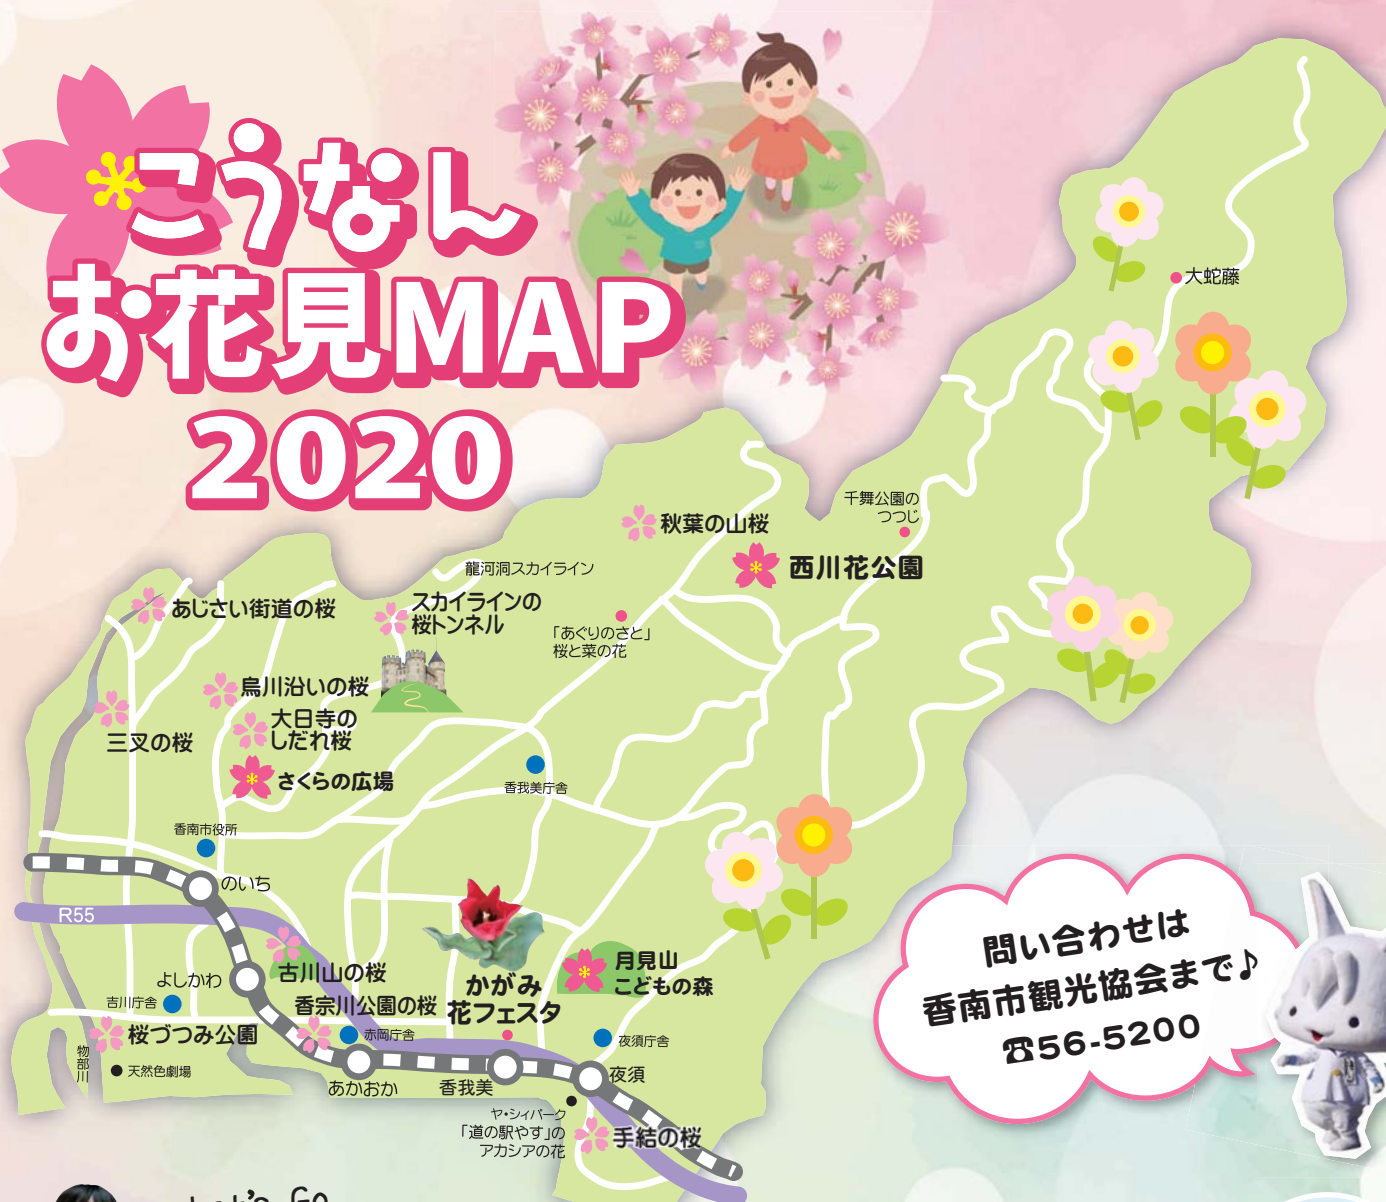 こうなん
お花見MAP
2020
大蛇藤
千舞公園の
つつじ
秋葉の山桜
西川花公園
龍河洞スカイライン
スカイラインの
桜トンネル
あじさい街道の桜
「あぐりのさと」
桜と菜の花
烏川沿いの桜
大日寺の
しだれ桜
三叉の桜
さくらの広場
香我美庁舎
香南市役所
のいち
R55
古川山の桜
よしかわ
香宗川公園の桜
かがみ
花フェスタ
月見山
こどもの森
吉川庁舎
桜づつみ公園
赤岡庁舎
夜須庁舎
物部川
天然色劇場
あかおか
香我美
夜須
ヤ・シィパーク
「道の駅やす」の
アカシアの花
手結の桜
問い合わせは
香南市観光協会まで♪
☎56-5200